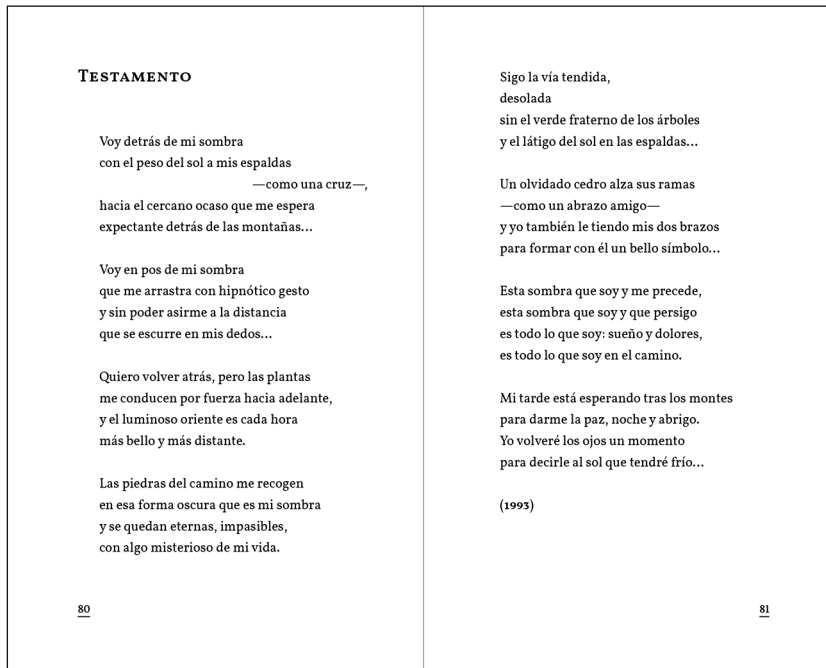 Testamento
Voy detrás de mi sombra
con el peso del sol a mis espaldas
—como una cruz—,
hacia el cercano ocaso que me espera
expectante detrás de las montañas...
Voy en pos de mi sombra
que me arrastra con hipnótico gesto
y sin poder asirme a la distancia
que se escurre en mis dedos...
Quiero volver atrás, pero las plantas
me conducen por fuerza hacia adelante,
y el luminoso oriente es cada hora
más bello y más distante.
Las piedras del camino me recogen
en esa forma oscura que es mi sombra
y se quedan eternas, impasibles,
con algo misterioso de mi vida.
80
Sigo la vía tendida,
desolada
sin el verde fraterno de los árboles
y el látigo del sol en las espaldas...
Un olvidado cedro alza sus ramas
—como un abrazo amigo—
y yo también le tiendo mis dos brazos
para formar con él un bello símbolo...
Esta sombra que soy y me precede,
esta sombra que soy y que persigo
es todo lo que soy: sueño y dolores,
es todo lo que soy en el camino.
Mi tarde está esperando tras los montes
para darme la paz, noche y abrigo.
Yo volveré los ojos un momento
para decirle al sol que tendré frío...
(1993)
81